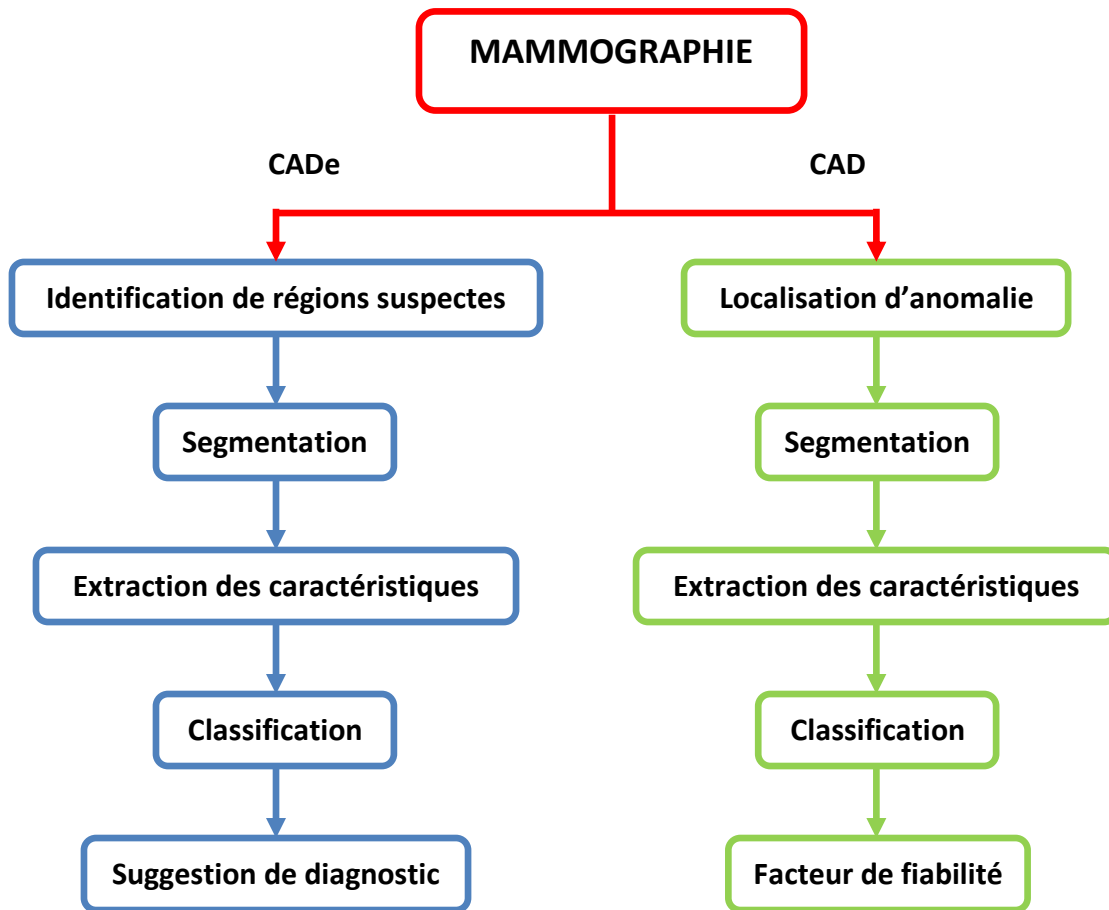 MAMMOGRAPHIE
CADe
CAD
Identification de régions suspectes
Localisation d’anomalie
Segmentation
Segmentation
Extraction des caractéristiques
Extraction des caractéristiques
Classification
Classification
Suggestion de diagnostic
Facteur de fiabilité